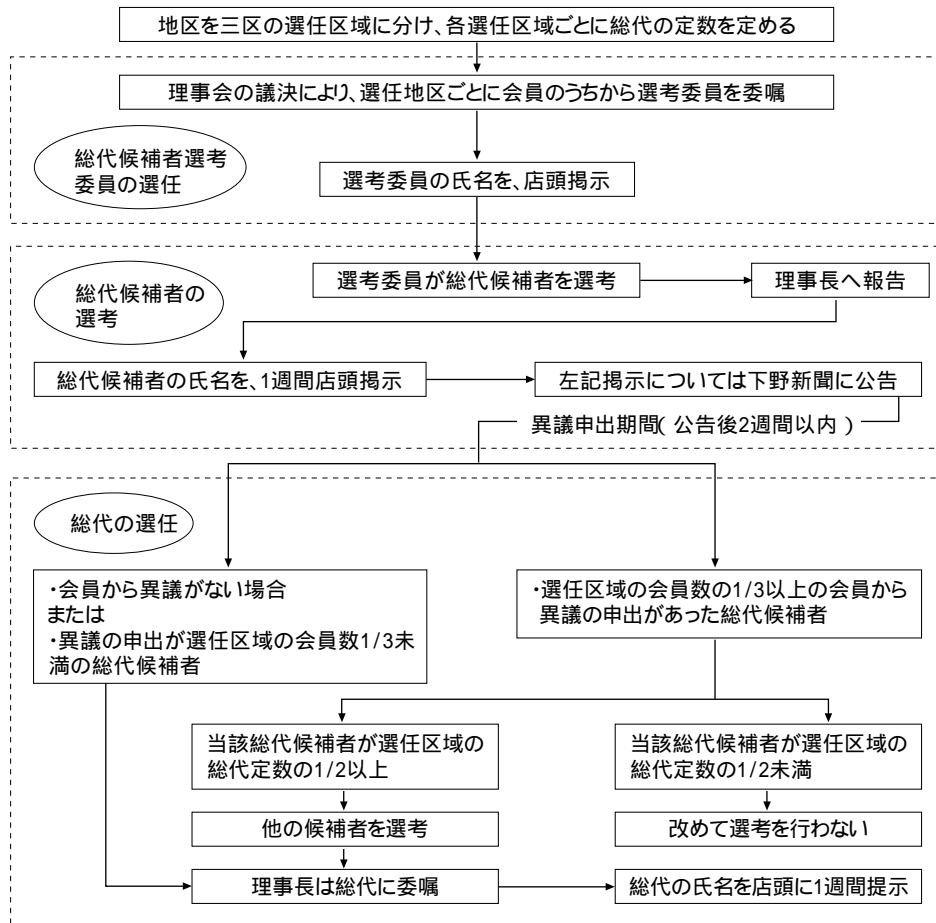 地区を三区の選任区域に分け、各選任区域ごとに総代の定数を定める
理事会の議決により、選任地区ごとに会員のうちから選考委員を委嘱
総代候補者選考
委員の選任
選考委員の氏名を、店頭掲示
選考委員が総代候補者を選考
理事長へ報告
総代候補者の
選考
総代候補者の氏名を、1週間店頭掲示
左記掲示については下野新聞に公告
異議申出期間(公告後2週間以内)
総代の選任
・会員から異議がない場合
または
・異議の申出が選任区域の会員数1/3未
満の総代候補者
・選任区域の会員数の1/3以上の会員から
異議の申出があった総代候補者
当該総代候補者が選任区域の
総代定数の1/2以上
当該総代候補者が選任区域の
総代定数の1/2未満
他の候補者を選考
改めて選考を行わない
理事長は総代に委嘱
総代の氏名を店頭に1週間提示